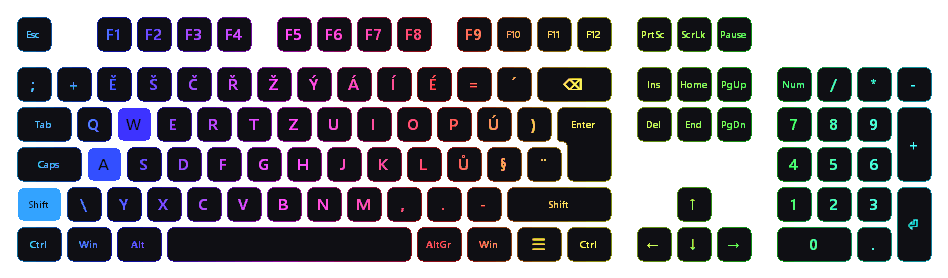 Esc F1 F2 F3 F4 F5 F6 F7 F8 F9 F10 F11 F12 PrtSc ScrLk Pause
; + Ě Š Č Ř Ž Ý Á Í É = ´ ⌫ Ins Home PgUp Num / * -
Tab Q W E R T Z U I O P Ú ) Enter Del End PgDn 7 8 9 +
Caps A S D F G H J K L Ů § ¨ 4 5 6
Shift \ Y X C V B N M , . - Shift ↑ 1 2 3 ⏎
Ctrl Win Alt AltGr Win ☰ Ctrl ← ↓ → 0 .